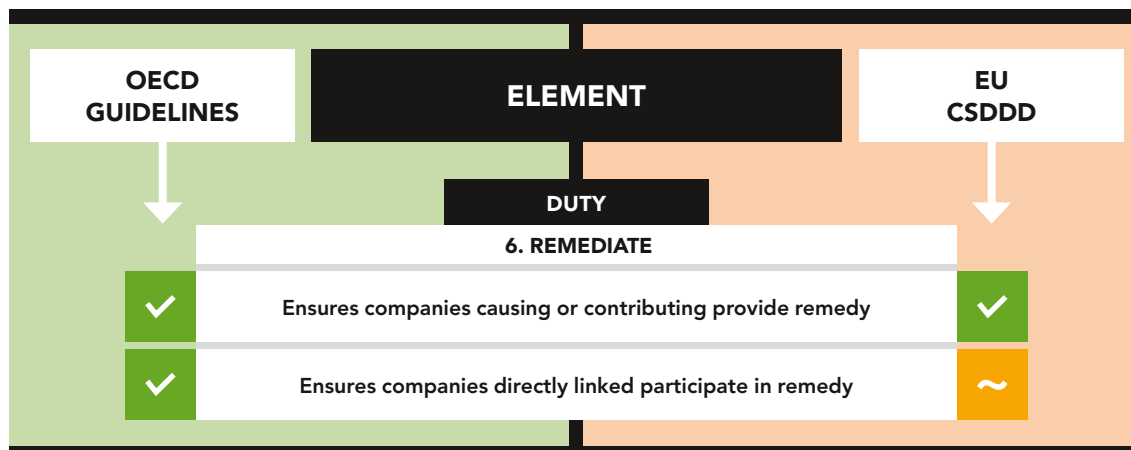 OECD
GUIDELINES
ELEMENT
EU
CSDDD
DUTY
6. REMEDIATE
Ensures companies causing or contributing provide remedy
Ensures companies directly linked participate in remedy
~